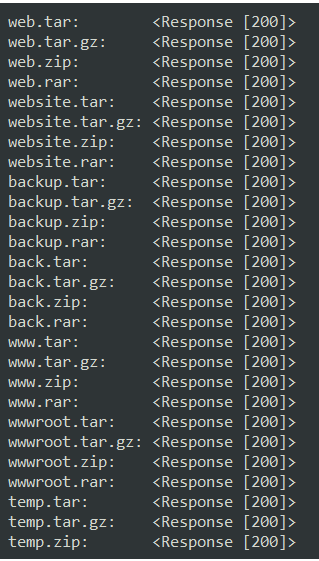 web.tar: <Response [200]>
web.tar.gz: <Response [200]>
web.zip: <Response [200]>
web.rar: <Response [200]>
website.tar: <Response [200]>
website.tar.gz: <Response [200]>
website.zip: <Response [200]>
website.rar: <Response [200]>
backup.tar: <Response [200]>
backup.tar.gz: <Response [200]>
backup.zip: <Response [200]>
backup.rar: <Response [200]>
back.tar: <Response [200]>
back.tar.gz: <Response [200]>
back.zip: <Response [200]>
back.rar: <Response [200]>
www.tar: <Response [200]>
www.tar.gz: <Response [200]>
www.zip: <Response [200]>
www.rar: <Response [200]>
wwwroot.tar: <Response [200]>
wwwroot.tar.gz: <Response [200]>
wwwroot.zip: <Response [200]>
wwwroot.rar: <Response [200]>
temp.tar: <Response [200]>
temp.tar.gz: <Response [200]>
temp.zip: <Response [200]>